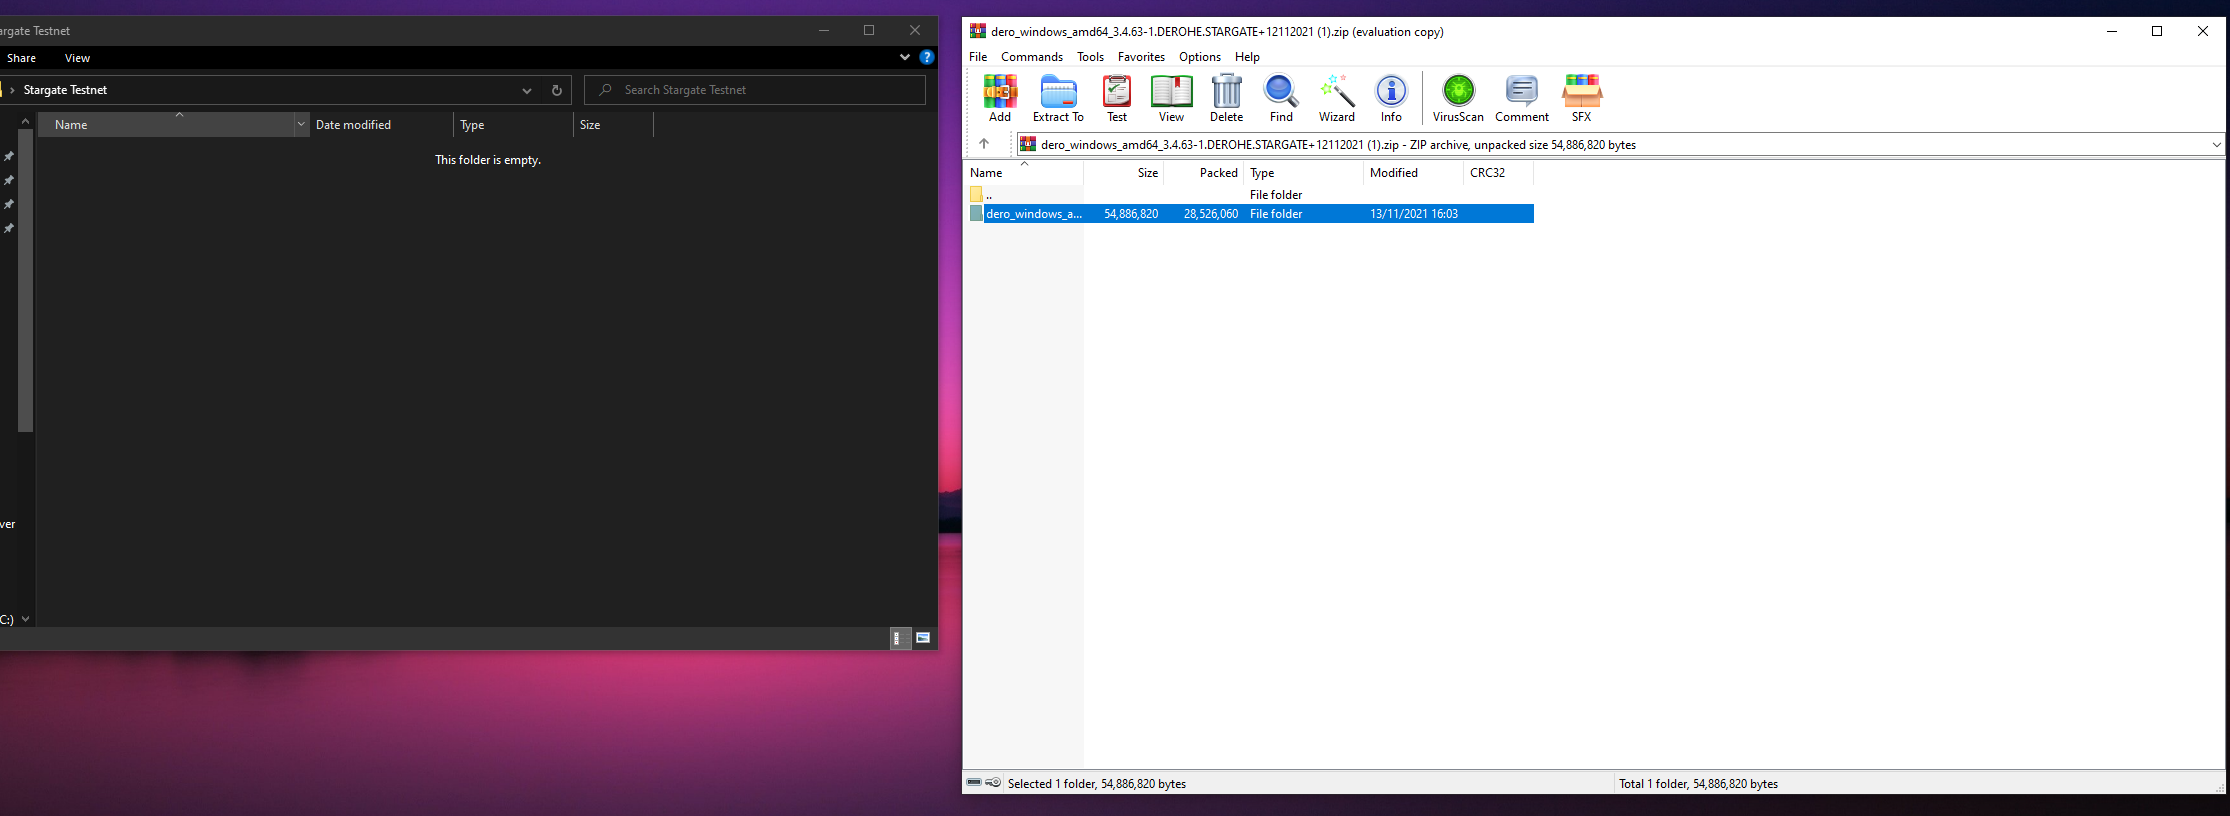 argate Testnet
Share View
Stargate Testnet
Search Stargate Testnet
Name Date modified Type Size
This folder is empty.
ver
C:)
dero_windows_amd64_3.4.63-1.DEROHE.STARGATE+12112021 (1).zip (evaluation copy)
File Commands Tools Favorites Options Help
Add Extract To Test View Delete Find Wizard Info VirusScan Comment SFX
dero_windows_amd64_3.4.63-1.DEROHE.STARGATE+12112021 (1).zip - ZIP archive, unpacked size 54,886,820 bytes
Name Size Packed Type Modified CRC32
.. File folder
dero_windows_a... 54,886,820 28,526,060 File folder 13/11/2021 16:03
Selected 1 folder, 54,886,820 bytes
Total 1 folder, 54,886,820 bytes